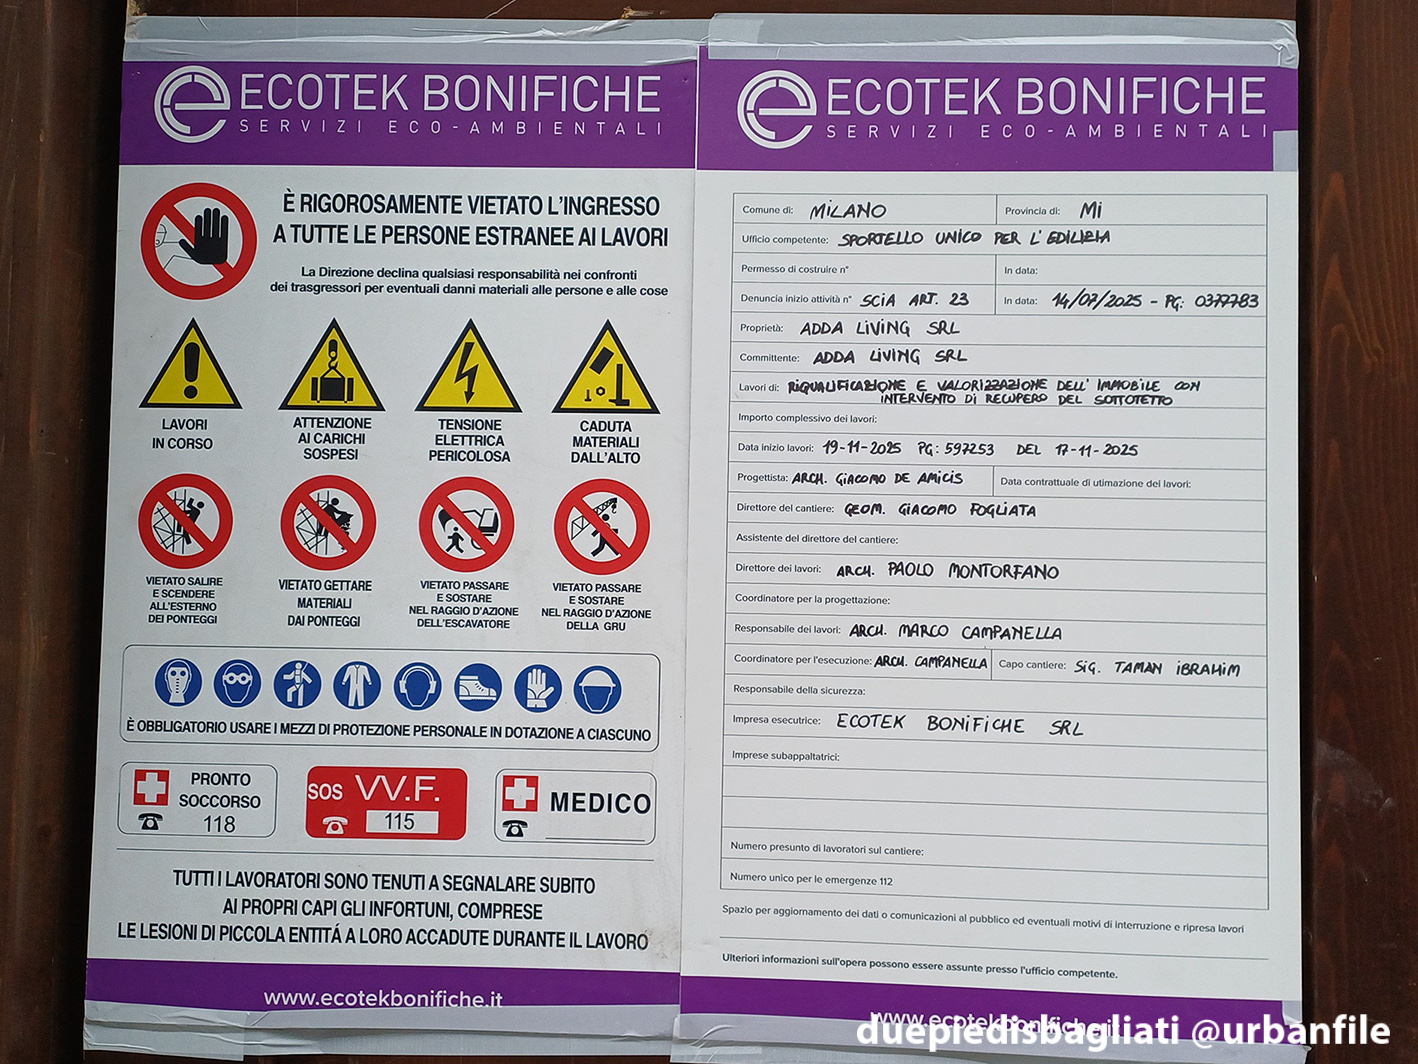 ECOTEK BONIFICHE
SERVIZI ECO-AMBIENTALI
È RIGOROSAMENTE VIETATO L'INGRESSO
A TUTTE LE PERSONE ESTRANEE AI LAVORI
La Direzione declina qualsiasi responsabilità nei confronti
dei trasgressori per eventuali danni materiali alle persone e alle cose
LAVORI
IN CORSO
ATTENZIONE
AI CARICHI
SOSPESI
TENSIONE
ELETTRICA
PERICOLOSA
CADUTA
MATERIALI
DALL'ALTO
VIETATO SALIRE
E SCENDERE
ALL'ESTERNO
DEI PONTEGGI
VIETATO GETTARE
MATERIALI
DAI PONTEGGI
VIETATO PASSARE
E SOSTARE
NEL RAGGIO D'AZIONE
DELL'ESCAVATORE
VIETATO PASSARE
E SOSTARE
NEL RAGGIO D'AZIONE
DELLA GRU
È OBBLIGATORIO USARE I MEZZI DI PROTEZIONE PERSONALE IN DOTAZIONE A CIASCUNO
PRONTO
SOCCORSO
118
SOS VV.F.
115
MEDICO
TUTTI I LAVORATORI SONO TENUTI A SEGNALARE SUBITO
AI PROPRI CAPI GLI INFORTUNI, COMPRESE
LE LESIONI DI PICCOLA ENTITÁ A LORO ACCADUTE DURANTE IL LAVORO
www.ecotekbonifiche.it
ECOTEK BONIFICHE
SERVIZI ECO-AMBIENTALI
Comune di: MILANO Provincia di: MI
Ufficio competente: SPORTELLO UNICO PER L'EDILIZIA
Permesso di costruire n° In data:
Denuncia inizio attività n° SCIA ART. 23 In data: 14/07/2025 - PG: 0377783
Proprietà: ADDA LIVING SRL
Committente: ADDA LIVING SRL
Lavori di: RIQUALIFICAZIONE E VALORIZZAZIONE DELL'IMMOBILE CON
INTERVENTO DI RECUPERO DEL SOTTOTETTO
Importo complessivo dei lavori:
Data inizio lavori: 19-11-2025 PG: 597253 DEL 17-11-2025
Progettista: ARCH. GIACOMO DE AMICIS Data contrattuale di utimazione dei lavori:
Direttore del cantiere: GEOM. GIACOMO FOGLIATA
Assistente del direttore del cantiere:
Direttore dei lavori: ARCH. PAOLO MONTORFANO
Coordinatore per la progettazione:
Responsabile dei lavori: ARCH. MARCO CAMPANELLA
Coordinatore per l'esecuzione: ARCH. CAMPANELLA Capo cantiere: SIG. TAMAN IBRAHIM
Responsabile della sicurezza:
Impresa esecutrice: ECOTEK BONIFICHE SRL
Imprese subappaltatrici:
Numero presunto di lavoratori sul cantiere:
Numero unico per le emergenze 112
Spazio per aggiornamento dei dati o comunicazioni al pubblico ed eventuali motivi di interruzione e ripresa lavori
Ulteriori informazioni sull'opera possono essere assunte presso l'ufficio competente.
www.ecotekbonifiche.it
duepiedisbagliati @urbanfile